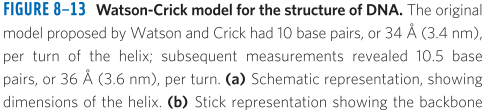 FIGURE 8–13 Watson-Crick model for the structure of DNA. The original
model proposed by Watson and Crick had 10 base pairs, or 34 Å (3.4 nm),
per turn of the helix; subsequent measurements revealed 10.5 base
pairs, or 36 Å (3.6 nm), per turn. (a) Schematic representation, showing
dimensions of the helix. (b) Stick representation showing the backbone